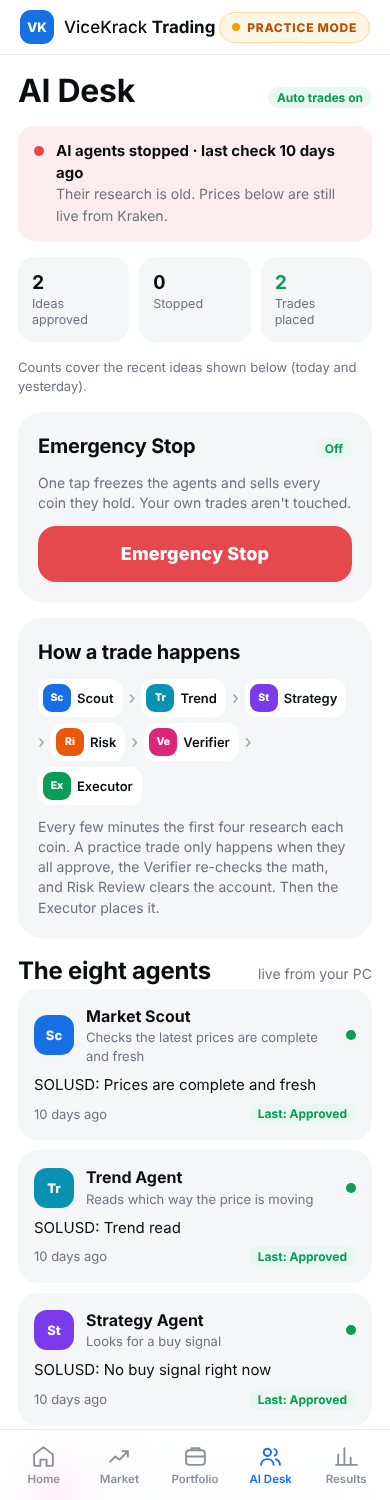 VK
ViceKrack Trading
PRACTICE MODE
AI Desk
Auto trades on
AI agents stopped · last check 10 days
ago
Their research is old. Prices below are still
live from Kraken.
2
Ideas
approved
0
Stopped
2
Trades
placed
Counts cover the recent ideas shown below (today and
yesterday).
Emergency Stop
Off
One tap freezes the agents and sells every
coin they hold. Your own trades aren't touched.
Emergency Stop
How a trade happens
Sc Scout › Tr Trend › St Strategy
› Ri Risk › Ve Verifier ›
Ex Executor
Every few minutes the first four research each
coin. A practice trade only happens when they
all approve, the Verifier re-checks the math,
and Risk Review clears the account. Then the
Executor places it.
The eight agents
live from your PC
Sc
Market Scout
Checks the latest prices are complete
and fresh
SOLUSD: Prices are complete and fresh
10 days ago
Last: Approved
Tr
Trend Agent
Reads which way the price is moving
SOLUSD: Trend read
10 days ago
Last: Approved
St
Strategy Agent
Looks for a buy signal
SOLUSD: No buy signal right now
10 days ago
Last: Approved
Home
Market
Portfolio
AI Desk
Results